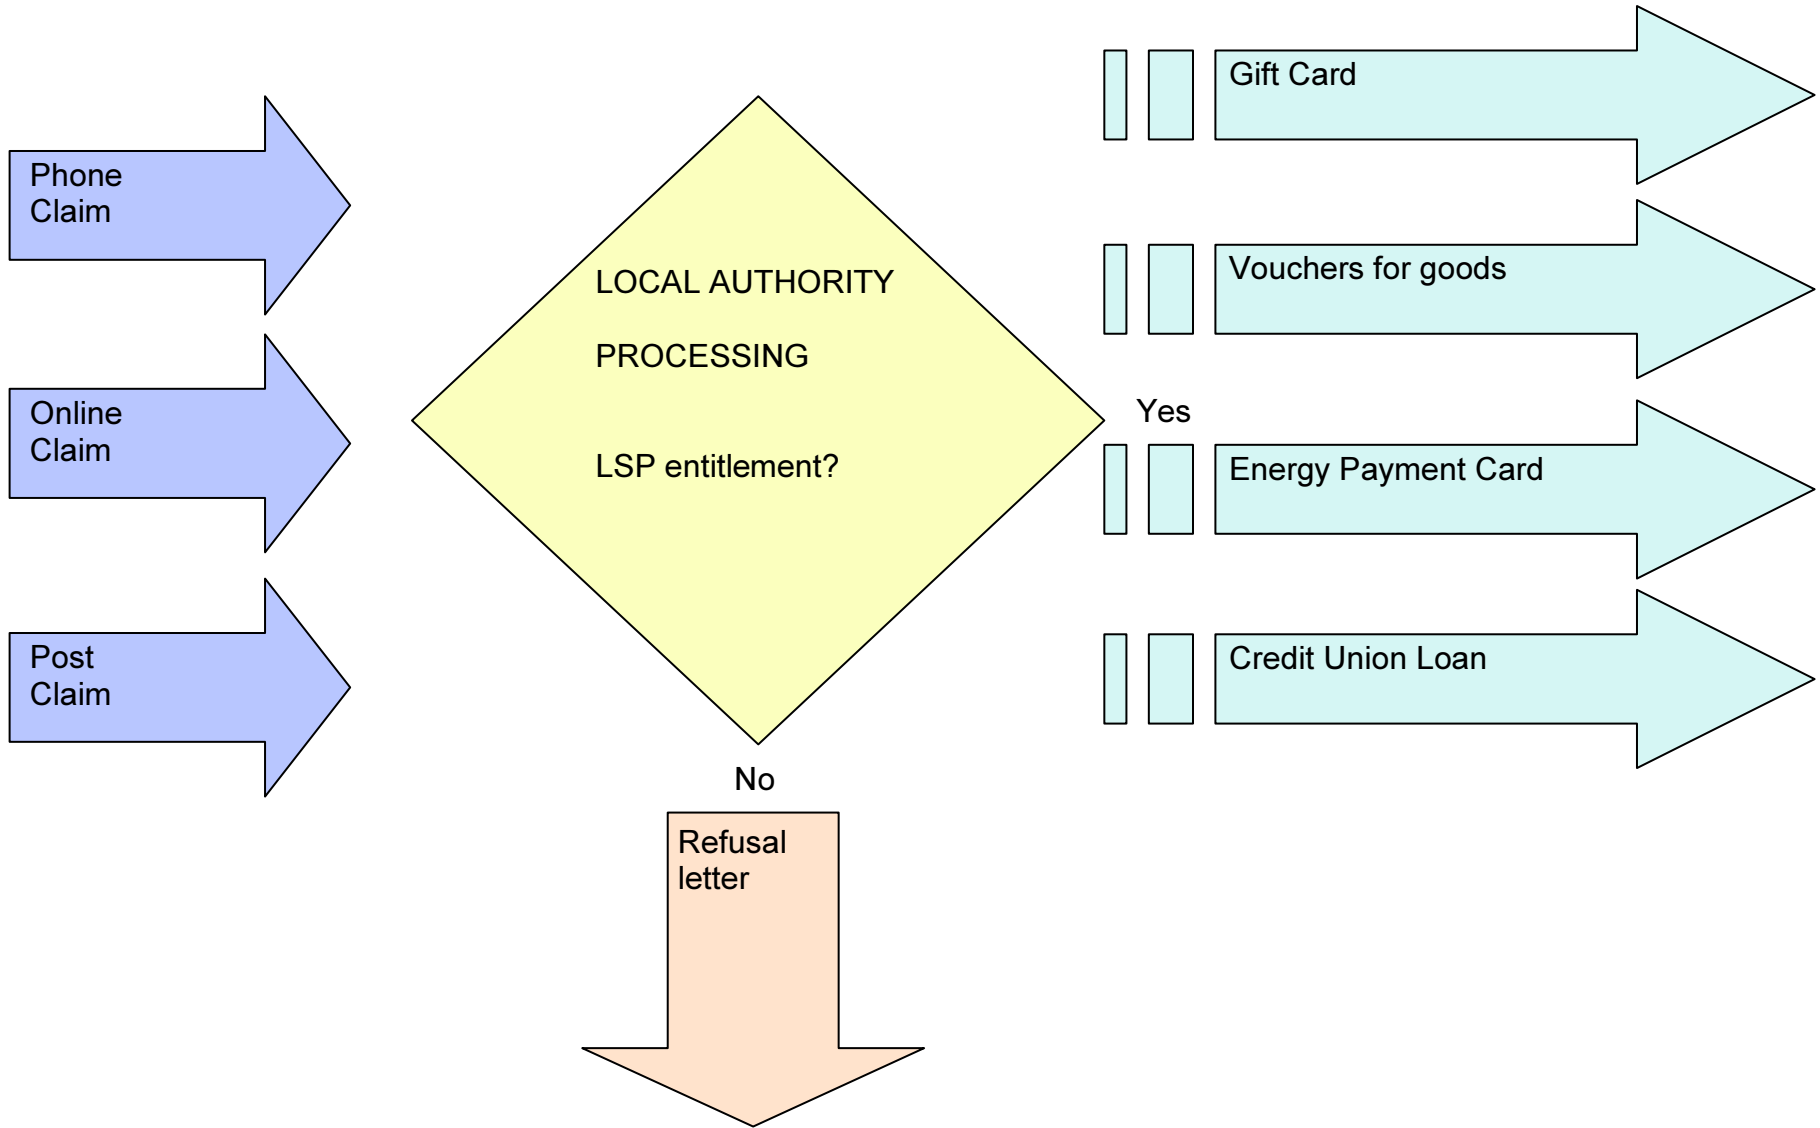 Phone
Claim
Online
Claim
Post
Claim
LOCAL AUTHORITY
PROCESSING
LSP entitlement?
Yes
Gift Card
Vouchers for goods
Energy Payment Card
Credit Union Loan
No
Refusal
letter